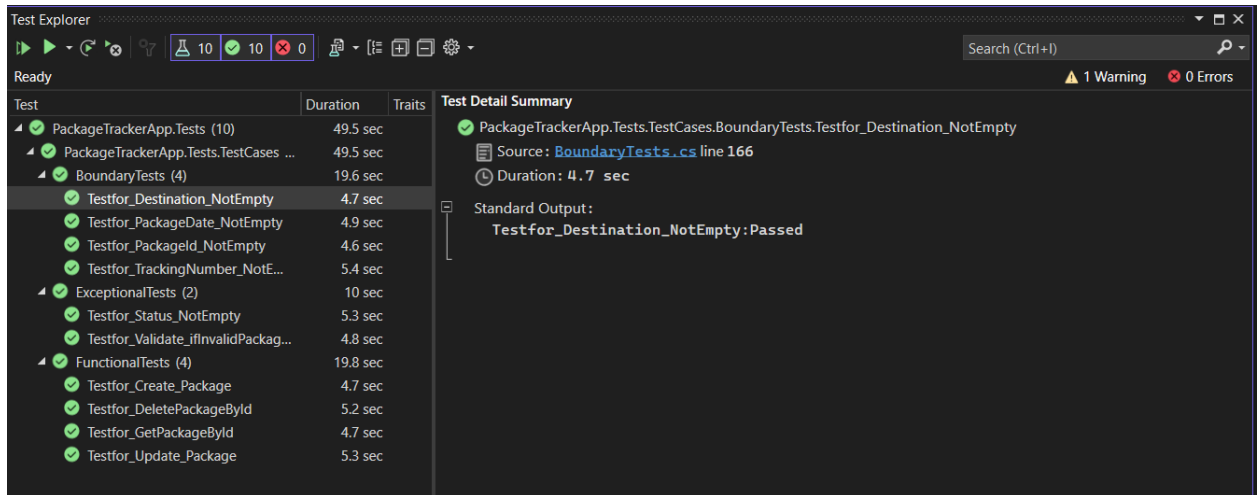 Test Explorer
10 10 0
Search (Ctrl+I)
Ready
1 Warning 0 Errors
Test Duration Traits
PackageTrackerApp.Tests (10) 49.5 sec
PackageTrackerApp.Tests.TestCases ... 49.5 sec
BoundaryTests (4) 19.6 sec
Testfor_Destination_NotEmpty 4.7 sec
Testfor_PackageDate_NotEmpty 4.9 sec
Testfor_PackageId_NotEmpty 4.6 sec
Testfor_TrackingNumber_NotE... 5.4 sec
ExceptionalTests (2) 10 sec
Testfor_Status_NotEmpty 5.3 sec
Testfor_Validate_ifInvalidPackag... 4.8 sec
FunctionalTests (4) 19.8 sec
Testfor_Create_Package 4.7 sec
Testfor_DeletePackageById 5.2 sec
Testfor_GetPackageById 4.7 sec
Testfor_Update_Package 5.3 sec
Test Detail Summary
PackageTrackerApp.Tests.TestCases.BoundaryTests.Testfor_Destination_NotEmpty
Source: BoundaryTests.cs line 166
Duration: 4.7 sec
Standard Output:
Testfor_Destination_NotEmpty:Passed